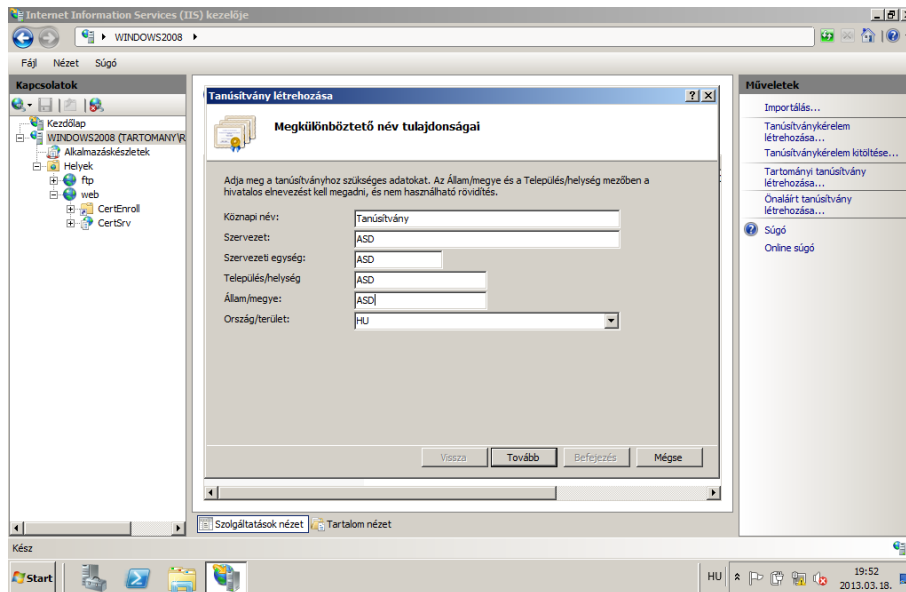 Internet Information Services (IIS) kezelője
WINDOWS2008
Fájl Nézet Súgó
Kapcsolatok
Kezdőlap
WINDOWS2008 (TARTOMANY\R
Alkalmazáskészletek
Helyek
ftp
web
CertEnroll
CertSrv
Tanúsítvány létrehozása
Megkülönböztető név tulajdonságai
Adja meg a tanúsítványhoz szükséges adatokat. Az Állam/megye és a Település/helység mezőben a
hivatalos elnevezést kell megadni, és nem használható rövidítés.
Köznapi név: Tanúsítvány
Szervezet: ASD
Szervezeti egység: ASD
Település/helység ASD
Állam/megye: ASD
Ország/terület: HU
Vissza Tovább Befejezés Mégse
Szolgáltatások nézet Tartalom nézet
Műveletek
Importálás...
Tanúsítványkérelem
létrehozása...
Tanúsítványkérelem kitöltése...
Tartományi tanúsítvány
létrehozása...
Önaláírt tanúsítvány
létrehozása...
Súgó
Online súgó
Kész
Start
HU
19:52
2013.03.18.